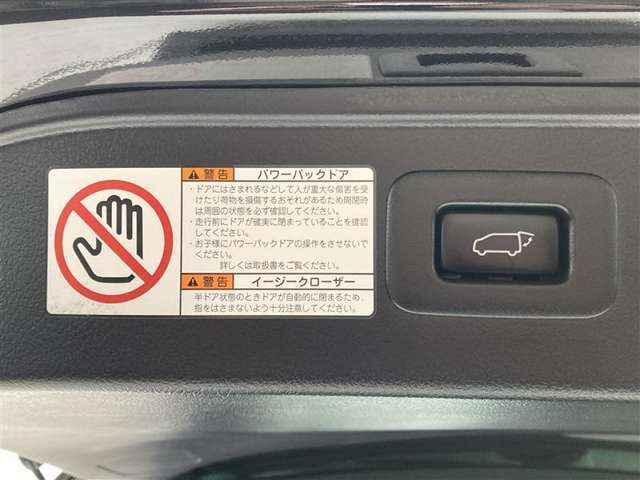 ⚠警告 パワーバックドア
・ドアにはさまれるなどして人が重大な傷害を受
けたり荷物を損傷するおそれがあるため開閉時
は周囲の状態を必ず確認してください。
・走行前にドアが確実に閉まっていることを確認
してください。
・お子様にパワーバックドアの操作をさせないで
ください。
詳しくは取扱書をご覧ください。
⚠警告 イージークローザー
半ドア状態のときドアが自動的に閉まるため、
指をはさまないよう十分注意してください。